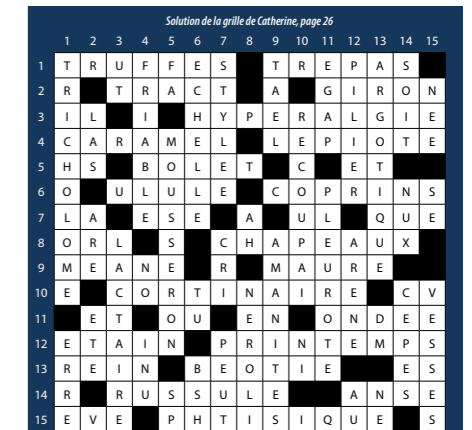 Solution de la grille de Catherine, page 26
1 2 3 4 5 6 7 8 9 10 11 12 13 14 15
1 T R U F F E S T R E P A S
2 R T R A C T A G I R O N
3 I L I H Y P E R A L G I E
4 C A R A M E L L E P I O T E
5 H S B O L E T C E T
6 O U L U L E C O P R I N S
7 L A E S E A U L Q U E
8 O R L S C H A P E A U X
9 M E A N E R M A U R E
10 E C O R T I N A I R E C V
11 E T O U E N O N D E E
12 E T A I N P R I N T E M P S
13 R E I N B E O T I E E S
14 R R U S S U L E A N S E
15 E V E P H T I S I Q U E S